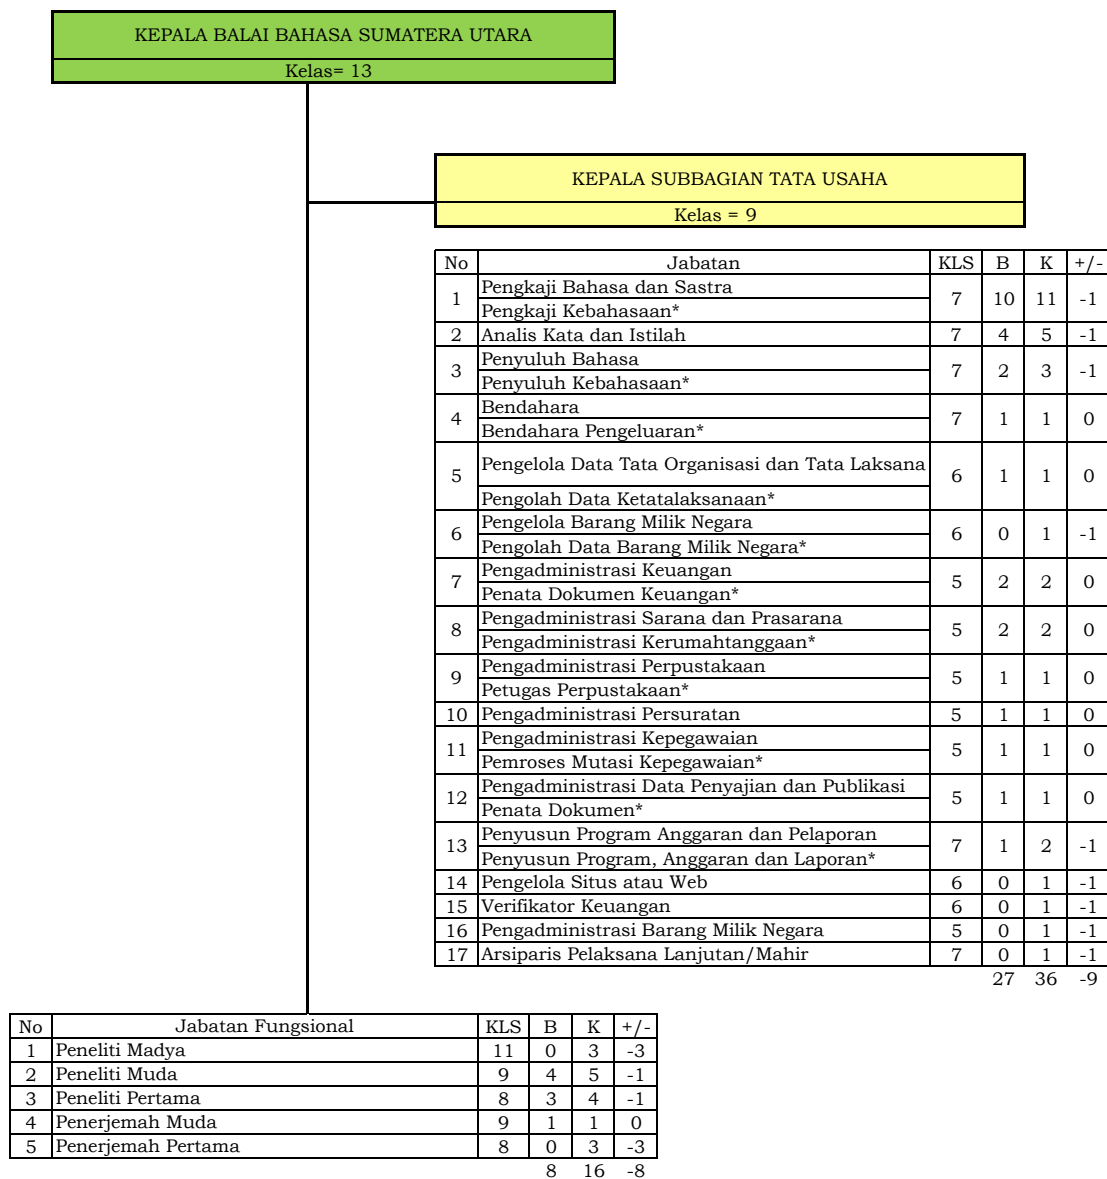 KEPALA BALAI BAHASA SUMATERA UTARA
Kelas= 13
KEPALA SUBBAGIAN TATA USAHA
Kelas = 9
No Jabatan KLS B K +/-
1 Pengkaji Bahasa dan Sastra 7 10 11 -1
Pengkaji Kebahasaan*
2 Analis Kata dan Istilah 7 4 5 -1
3 Penyuluh Bahasa 7 2 3 -1
Penyuluh Kebahasaan*
4 Bendahara 7 1 1 0
Bendahara Pengeluaran*
5 Pengelola Data Tata Organisasi dan Tata Laksana 6 1 1 0
Pengolah Data Ketatalaksanaan*
6 Pengelola Barang Milik Negara 6 0 1 -1
Pengolah Data Barang Milik Negara*
7 Pengadministrasi Keuangan 5 2 2 0
Penata Dokumen Keuangan*
8 Pengadministrasi Sarana dan Prasarana 5 2 2 0
Pengadministrasi Kerumahtanggaan*
9 Pengadministrasi Perpustakaan 5 1 1 0
Petugas Perpustakaan*
10 Pengadministrasi Persuratan 5 1 1 0
11 Pengadministrasi Kepegawaian 5 1 1 0
Pemroses Mutasi Kepegawaian*
12 Pengadministrasi Data Penyajian dan Publikasi 5 1 1 0
Penata Dokumen*
13 Penyusun Program Anggaran dan Pelaporan 7 1 2 -1
Penyusun Program, Anggaran dan Laporan*
14 Pengelola Situs atau Web 6 0 1 -1
15 Verifikator Keuangan 6 0 1 -1
16 Pengadministrasi Barang Milik Negara 5 0 1 -1
17 Arsiparis Pelaksana Lanjutan/Mahir 7 0 1 -1
27 36 -9
No Jabatan Fungsional KLS B K +/-
1 Peneliti Madya 11 0 3 -3
2 Peneliti Muda 9 4 5 -1
3 Peneliti Pertama 8 3 4 -1
4 Penerjemah Muda 9 1 1 0
5 Penerjemah Pertama 8 0 3 -3
8 16 -8